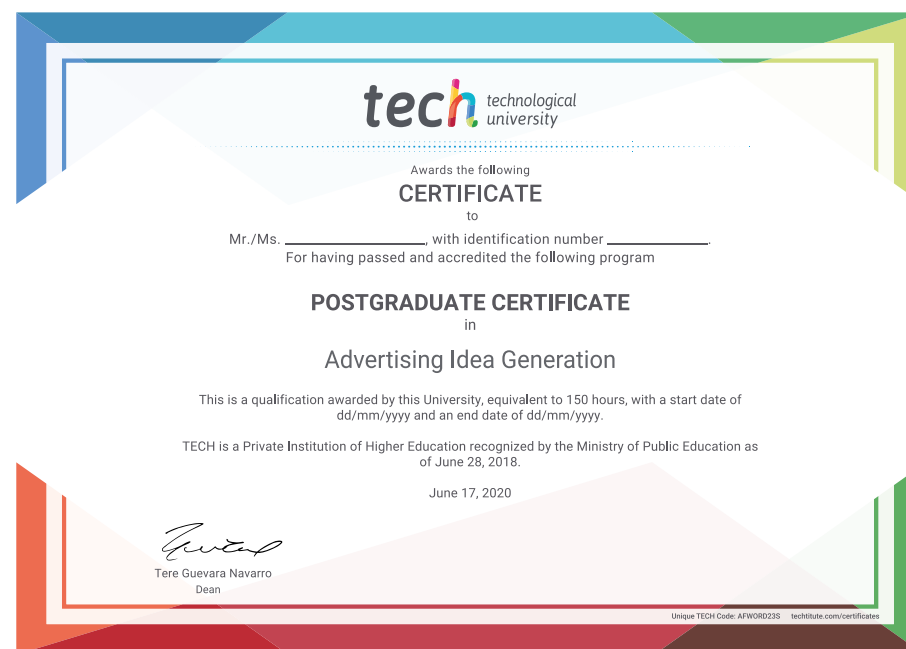 tech technological
university
Awards the following
CERTIFICATE
to
Mr./Ms. ____________, with identification number ____________.
For having passed and accredited the following program
POSTGRADUATE CERTIFICATE
in
Advertising Idea Generation
This is a qualification awarded by this University, equivalent to 150 hours, with a start date of
dd/mm/yyyy and an end date of dd/mm/yyyy.
TECH is a Private Institution of Higher Education recognized by the Ministry of Public Education as
of June 28, 2018.
June 17, 2020
Tere Guevara Navarro
Dean
Unique TECH Code: AFWORD23S techtitute.com/certificates